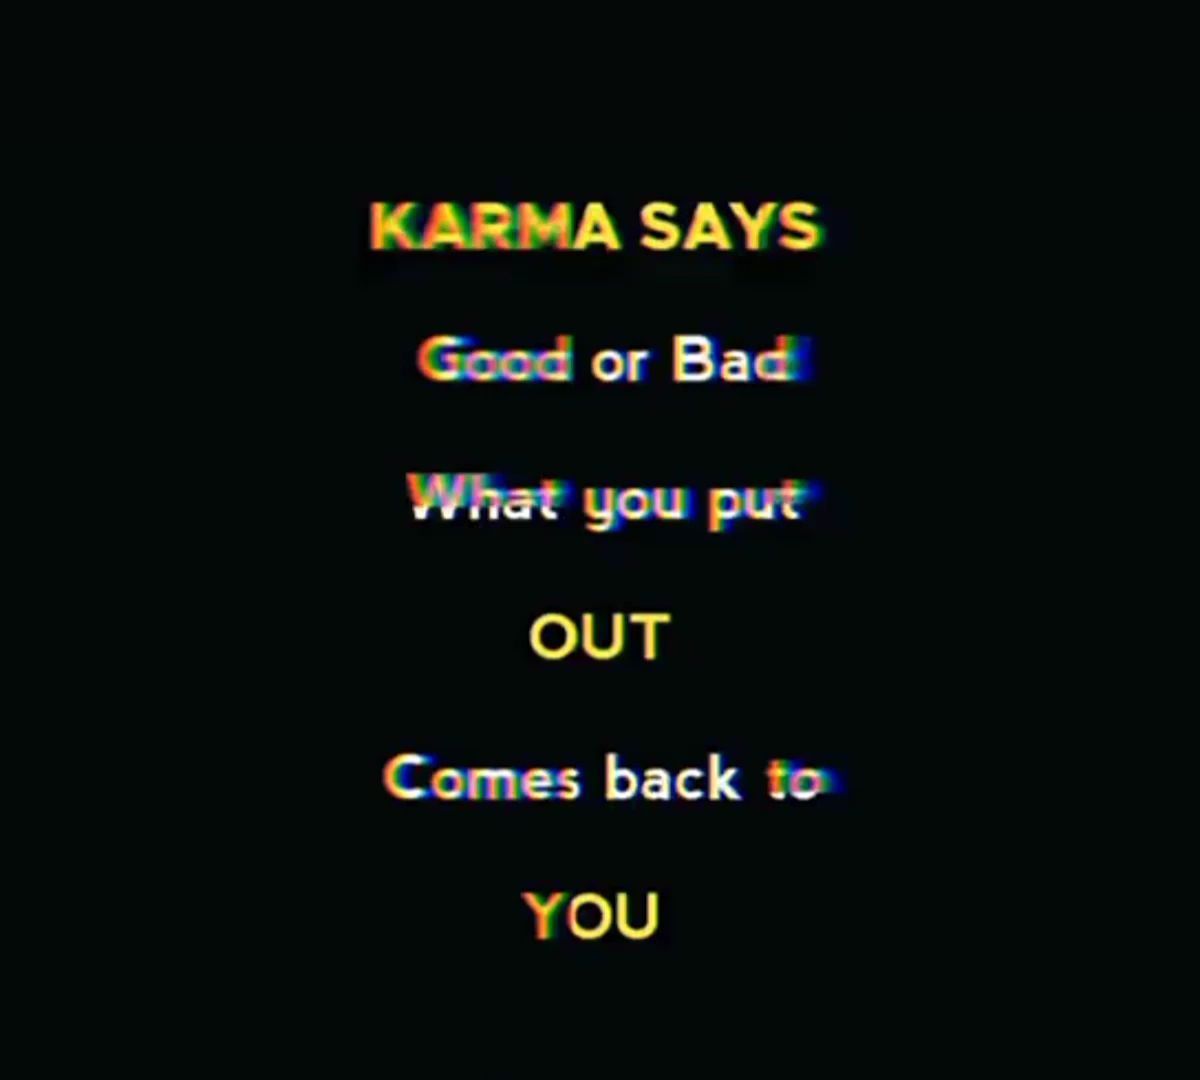 KARMA SAYS
Good or Bad
What you put
OUT
Comes back to
YOU